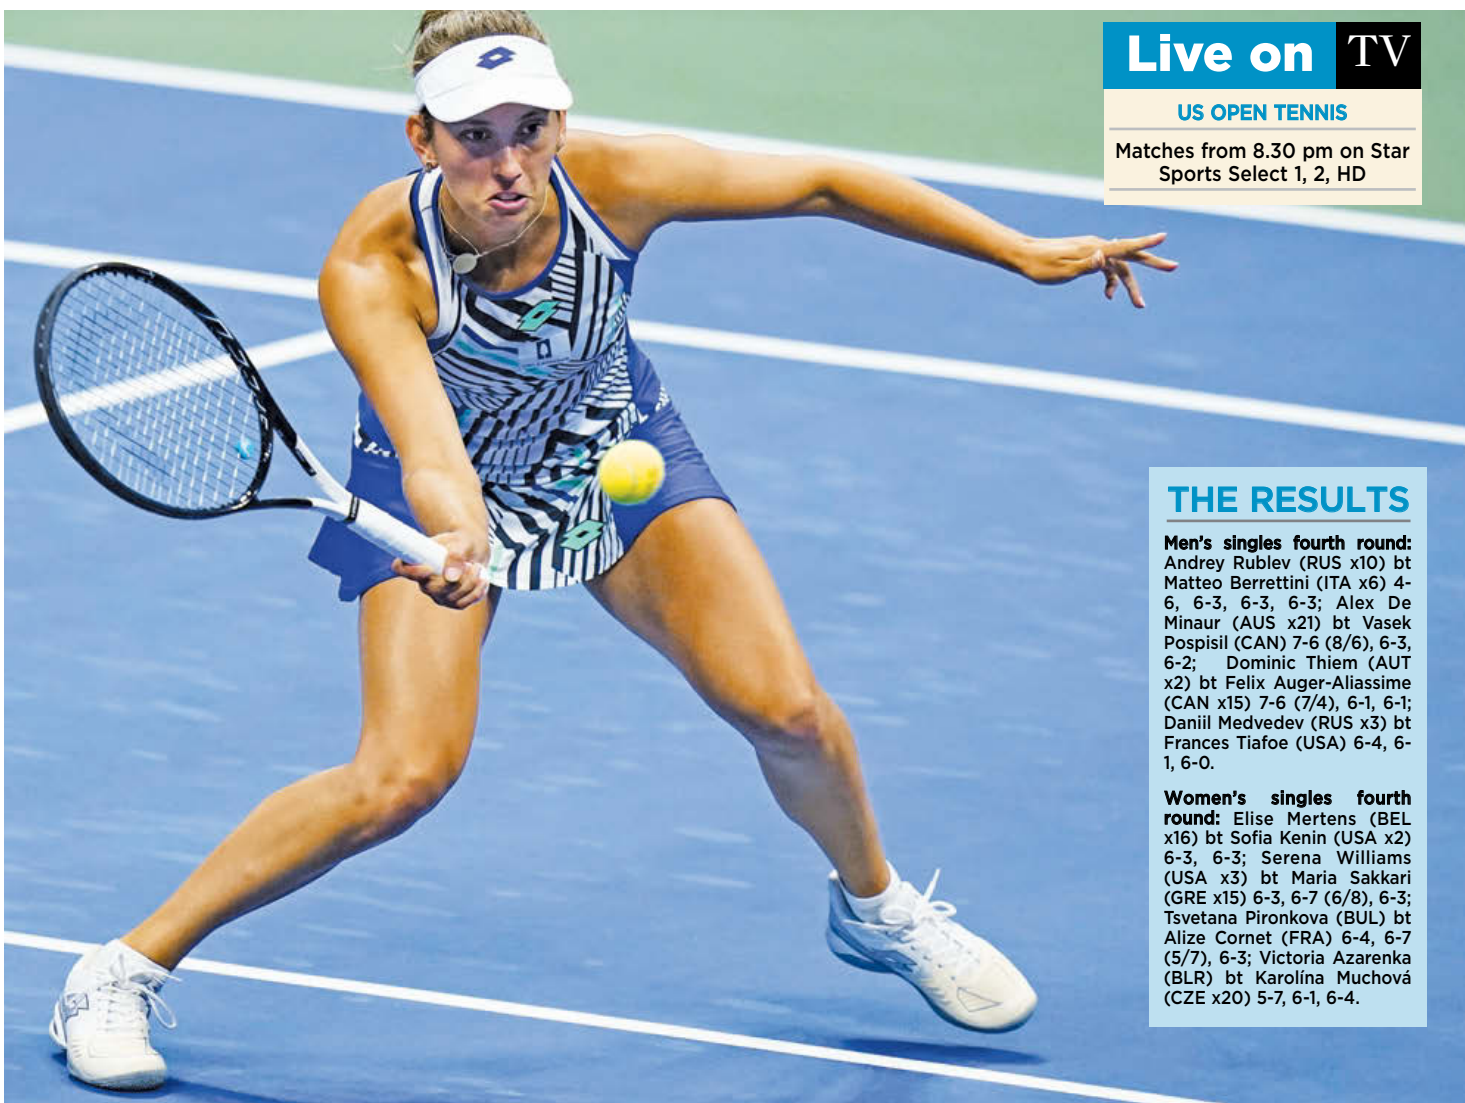 Live on TV
US OPEN TENNIS
Matches from 8.30 pm on Star
Sports Select 1, 2, HD
THE RESULTS
Men's singles fourth round:
Andrey Rublev (RUS x10) bt
Matteo Berrettini (ITA x6) 4-
6, 6-3, 6-3, 6-3; Alex De
Minaur (AUS x21) bt Vasek
Pospisil (CAN) 7-6 (8/6), 6-3,
6-2; Dominic Thiem (AUT
x2) bt Felix Auger-Aliassime
(CAN x15) 7-6 (7/4), 6-1, 6-1;
Daniil Medvedev (RUS x3) bt
Frances Tiafoe (USA) 6-4, 6-
1, 6-0.
Women's singles fourth
round: Elise Mertens (BEL
x16) bt Sofia Kenin (USA x2)
6-3, 6-3; Serena Williams
(USA x3) bt Maria Sakkari
(GRE x15) 6-3, 6-7 (6/8), 6-3;
Tsvetana Pironkova (BUL) bt
Alize Cornet (FRA) 6-4, 6-7
(5/7), 6-3; Victoria Azarenka
(BLR) bt Karolína Muchová
(CZE x20) 5-7, 6-1, 6-4.